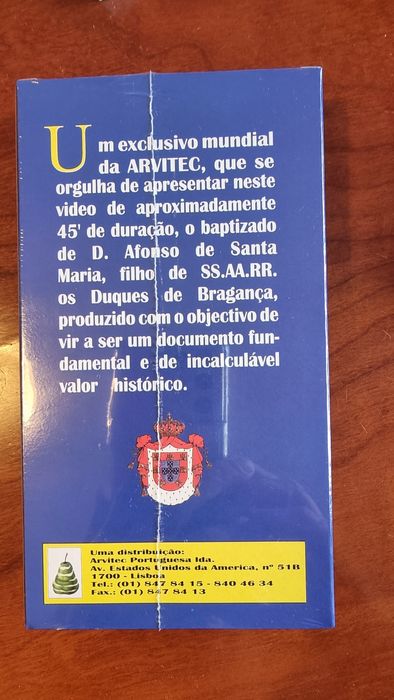 Um exclusivo mundial
da ARVITEC, que se
orgulha de apresentar neste
video de aproximadamente
45' de duração, o baptizado
de D. Afonso de Santa
Maria, filho de SS.AA.RR.
os Duques de Bragança,
produzido com o objectivo de
vir a ser um documento fun-
damental e de incalculável
valor histórico.
Uma distribuição:
Arvitec Portuguesa lda.
Av. Estados Unidos da America, nº 51B
1700 - Lisboa
Tel.: (01) 847 84 15 - 840 46 34
Fax.: (01) 847 84 13